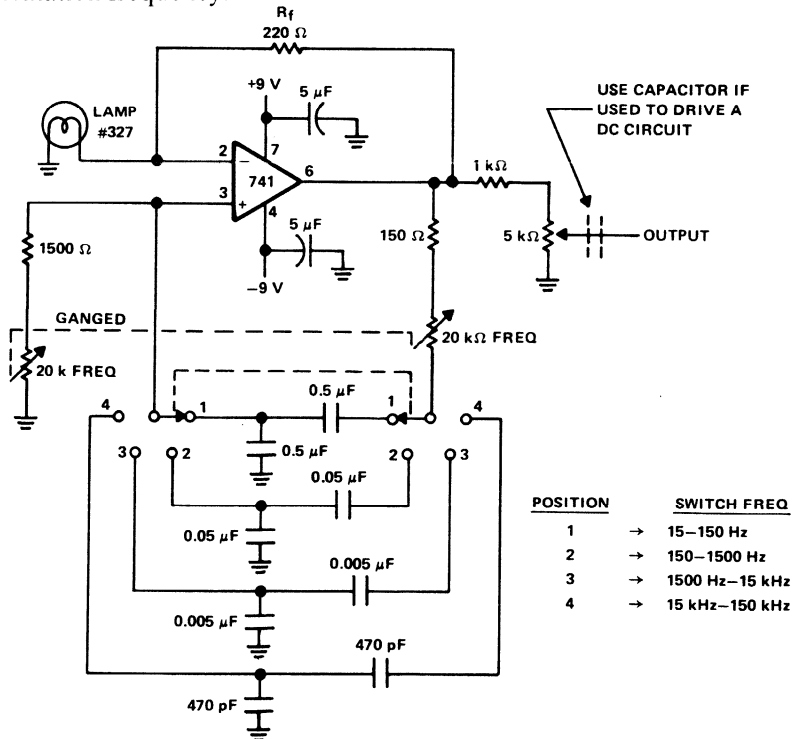 Rf
220 Ω
+9 V
5 μF
LAMP
#327
2
−
7
741
6
3
+
4
5 μF
−9 V
USE CAPACITOR IF
USED TO DRIVE A
DC CIRCUIT
1 kΩ
5 kΩ
OUTPUT
150 Ω
1500 Ω
GANGED
20 kΩ FREQ
20 k FREQ
4
1
0.5 μF
1
4
3
2
0.5 μF
0.05 μF
2
3
0.05 μF
0.005 μF
0.005 μF
470 pF
470 pF
POSITION SWITCH FREQ
1 → 15–150 Hz
2 → 150–1500 Hz
3 → 1500 Hz–15 kHz
4 → 15 kHz–150 kHz